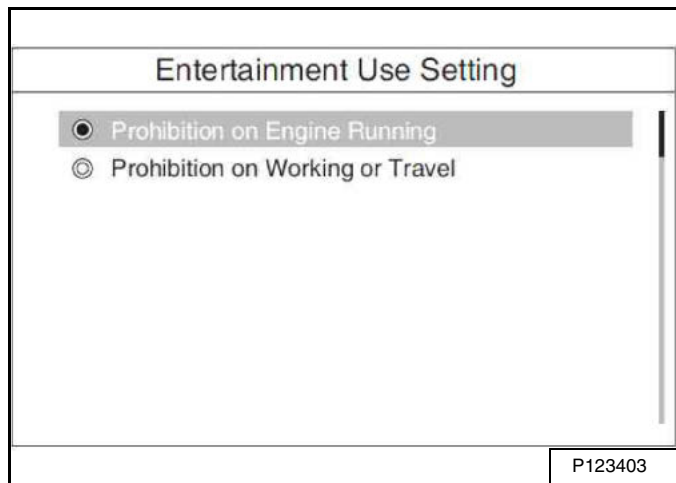 Entertainment Use Setting
Prohibition on Engine Running
Prohibition on Working or Travel
P123403